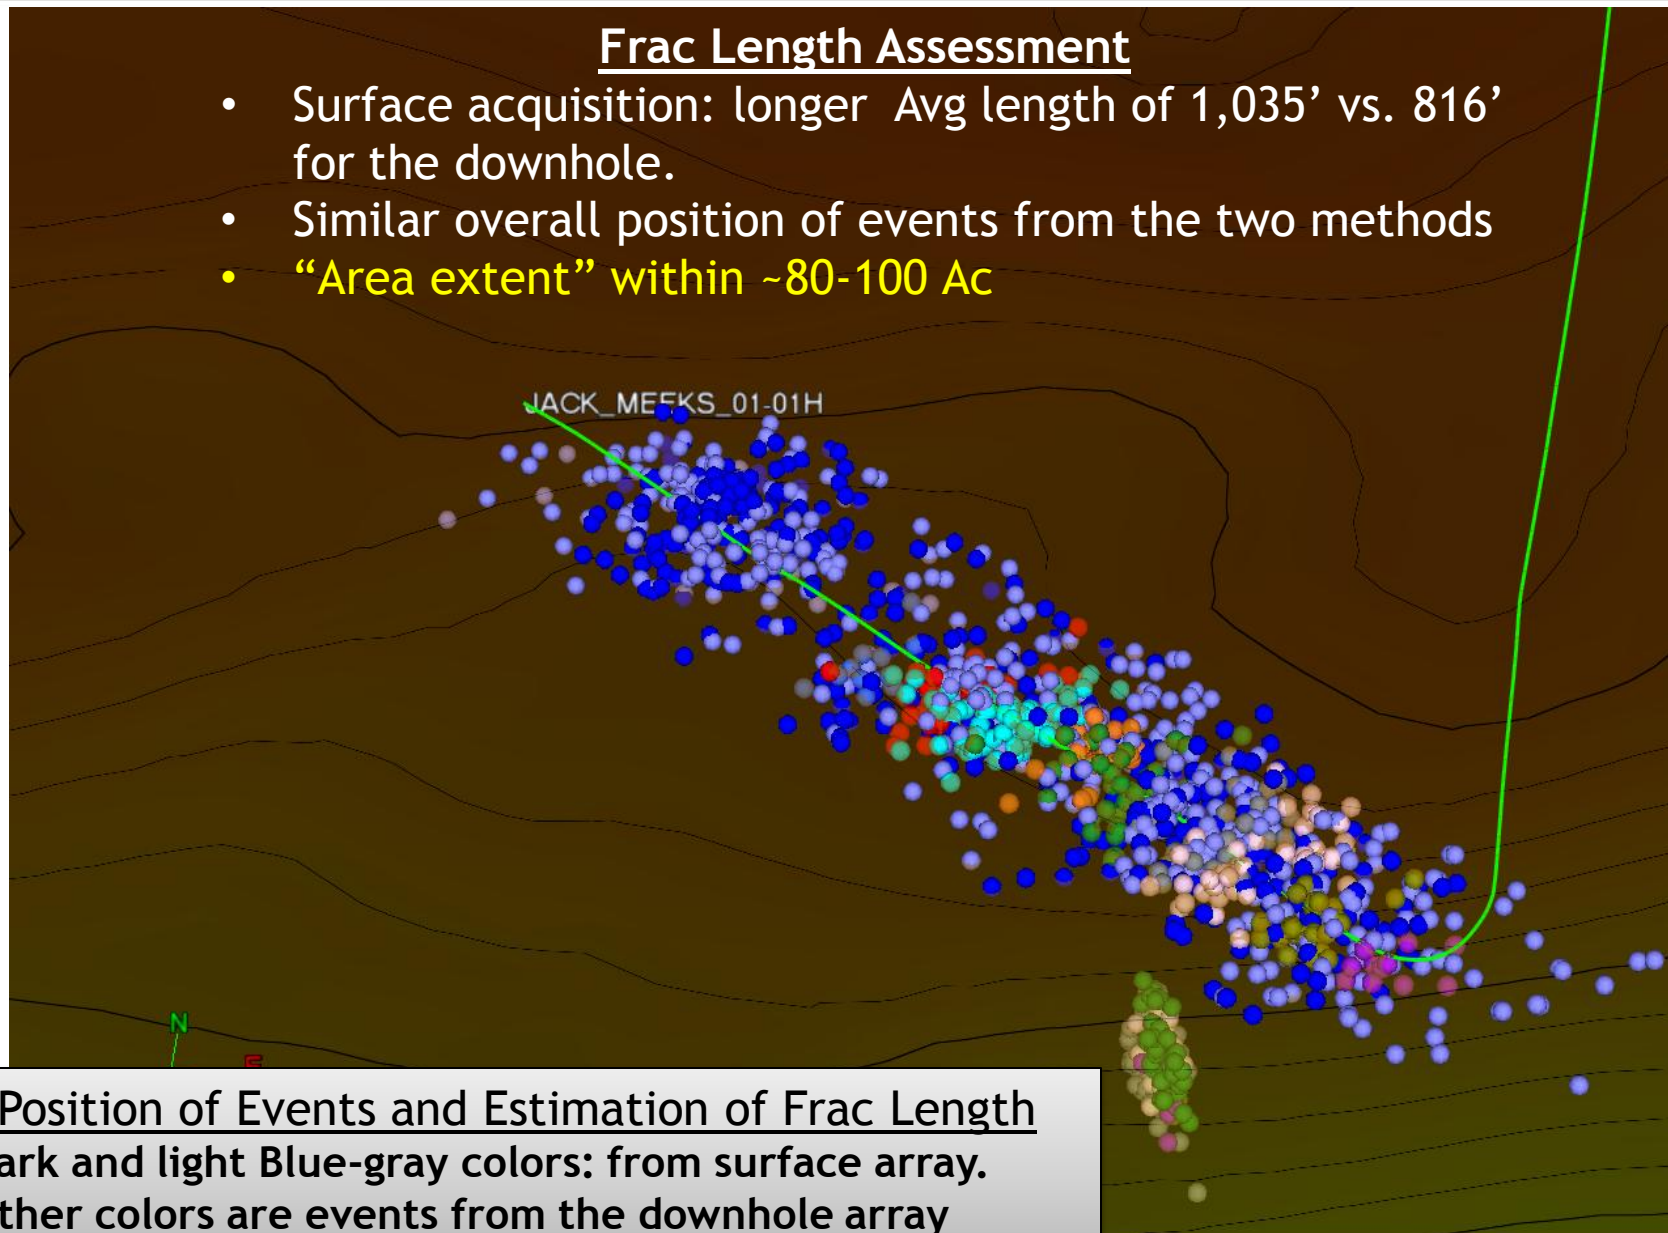 Frac Length Assessment
• Surface acquisition: longer Avg length of 1,035’ vs. 816’
for the downhole.
• Similar overall position of events from the two methods
• “Area extent” within ~80-100 Ac
JACK_MEEKS_01-01H
N
E
Position of Events and Estimation of Frac Length
ark and light Blue-gray colors: from surface array.
ther colors are events from the downhole array